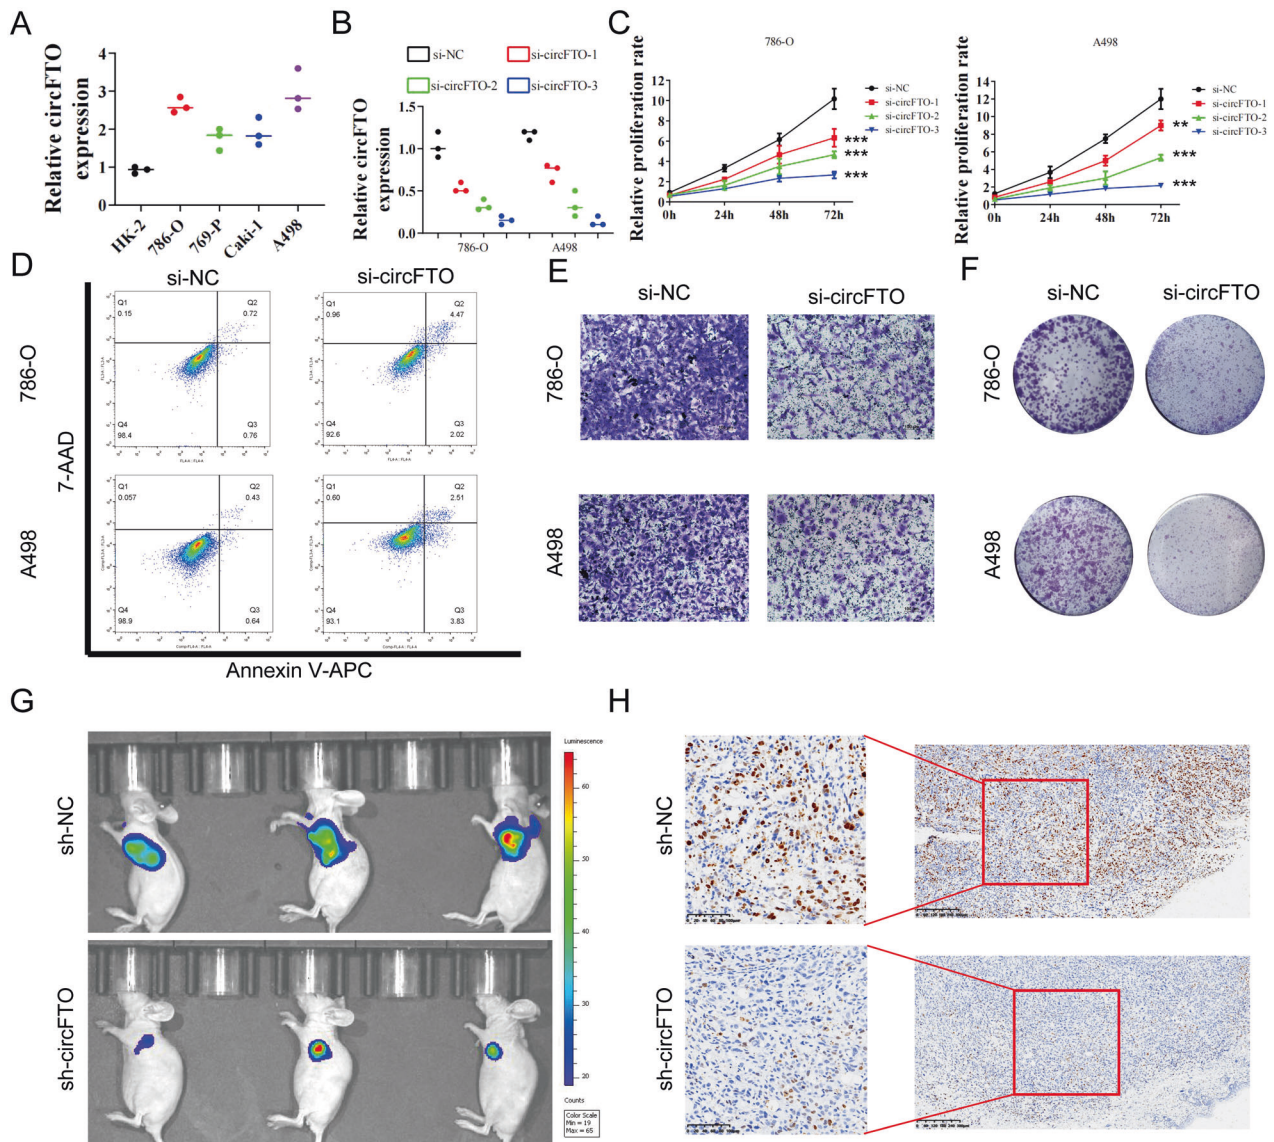 A
Relative circFTO
expression
4
3
2
1
0
HK-2
786-O
769-P
Caki-1
A498
B
si-NC
si-circFTO-1
si-circFTO-2
si-circFTO-3
Relative circFTO
expression
1.5
1.0
0.5
0.0
786-O
A498
C
786-O
Relative proliferation rate
12
10
8
6
4
2
0
0h
24h
48h
72h
si-NC
si-circFTO-1
si-circFTO-2
si-circFTO-3
***
***
***
A498
Relative proliferation rate
14
12
10
8
6
4
2
0
0h
24h
48h
72h
si-NC
si-circFTO-1
si-circFTO-2
si-circFTO-3
**
***
***
D
si-NC
si-circFTO
786-O
A498
7-AAD
Annexin V-APC
Q1
0.15
Q2
0.72
Q4
98.4
Q3
0.76
Q1
0.96
Q2
4.47
Q4
92.6
Q3
2.02
Q1
0.057
Q2
0.43
Q4
98.9
Q3
0.64
Q1
0.60
Q2
2.51
Q4
93.1
Q3
3.83
E
si-NC
si-circFTO
786-O
A498
F
si-NC
si-circFTO
786-O
A498
G
sh-NC
sh-circFTO
Luminescence
60
50
40
30
20
Counts
Color Scale
Min = 19
Max = 65
H
sh-NC
sh-circFTO